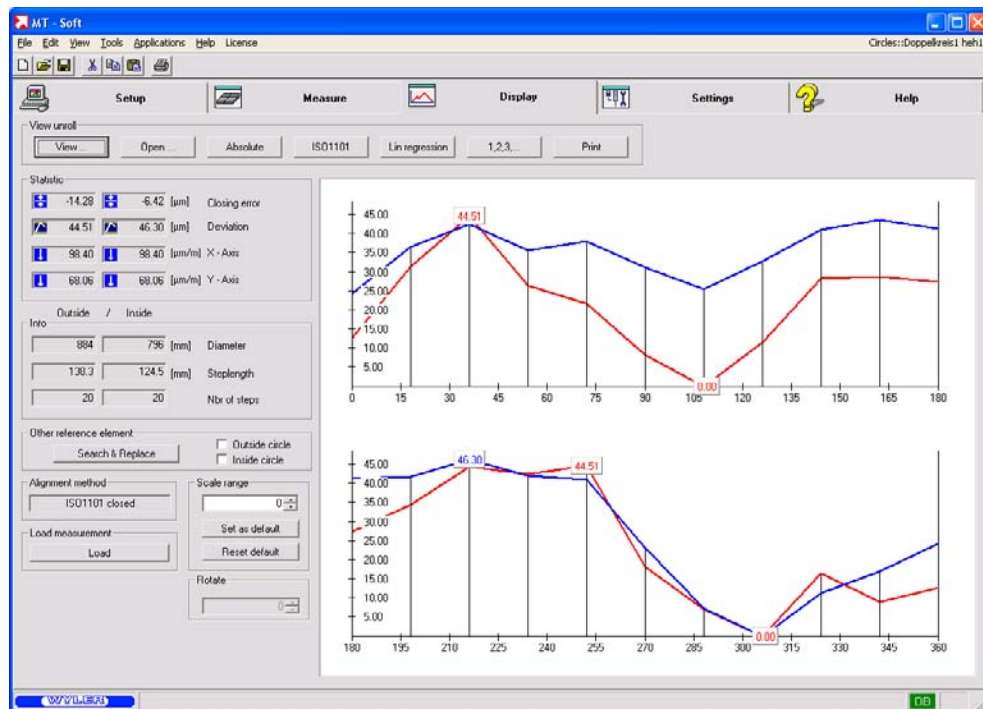 MT - Soft
File Edit View Tools Applications Help License
Circles::Doppelkreis1 heh1
Setup Measure Display Settings Help
View unroll
View ... Open ... Absolute ISO1101 Lin regression 1,2,3,... Print
Statistic
-14.28 -6.42 [µm] Closing error
44.51 46.30 [µm] Deviation
98.40 98.40 [µm/m] X - Axis
68.06 68.06 [µm/m] Y - Axis
Outside / Inside
Info
884 796 [mm] Diameter
138.3 124.5 [mm] Steplength
20 20 Nbr of steps
Other reference element
Search & Replace
Outside circle
Inside circle
Alignment method
ISO1101 closed
Load measurement
Load
Scale range
0
Set as default
Reset default
Rotate
0
45.00
40.00
35.00
30.00
25.00
20.00
15.00
10.00
5.00
44.51
0.00
0 15 30 45 60 75 90 105 120 135 150 165 180
45.00
40.00
35.00
30.00
25.00
20.00
15.00
10.00
5.00
46.30
44.51
0.00
180 195 210 225 240 255 270 285 300 315 330 345 360
WYLER
DB